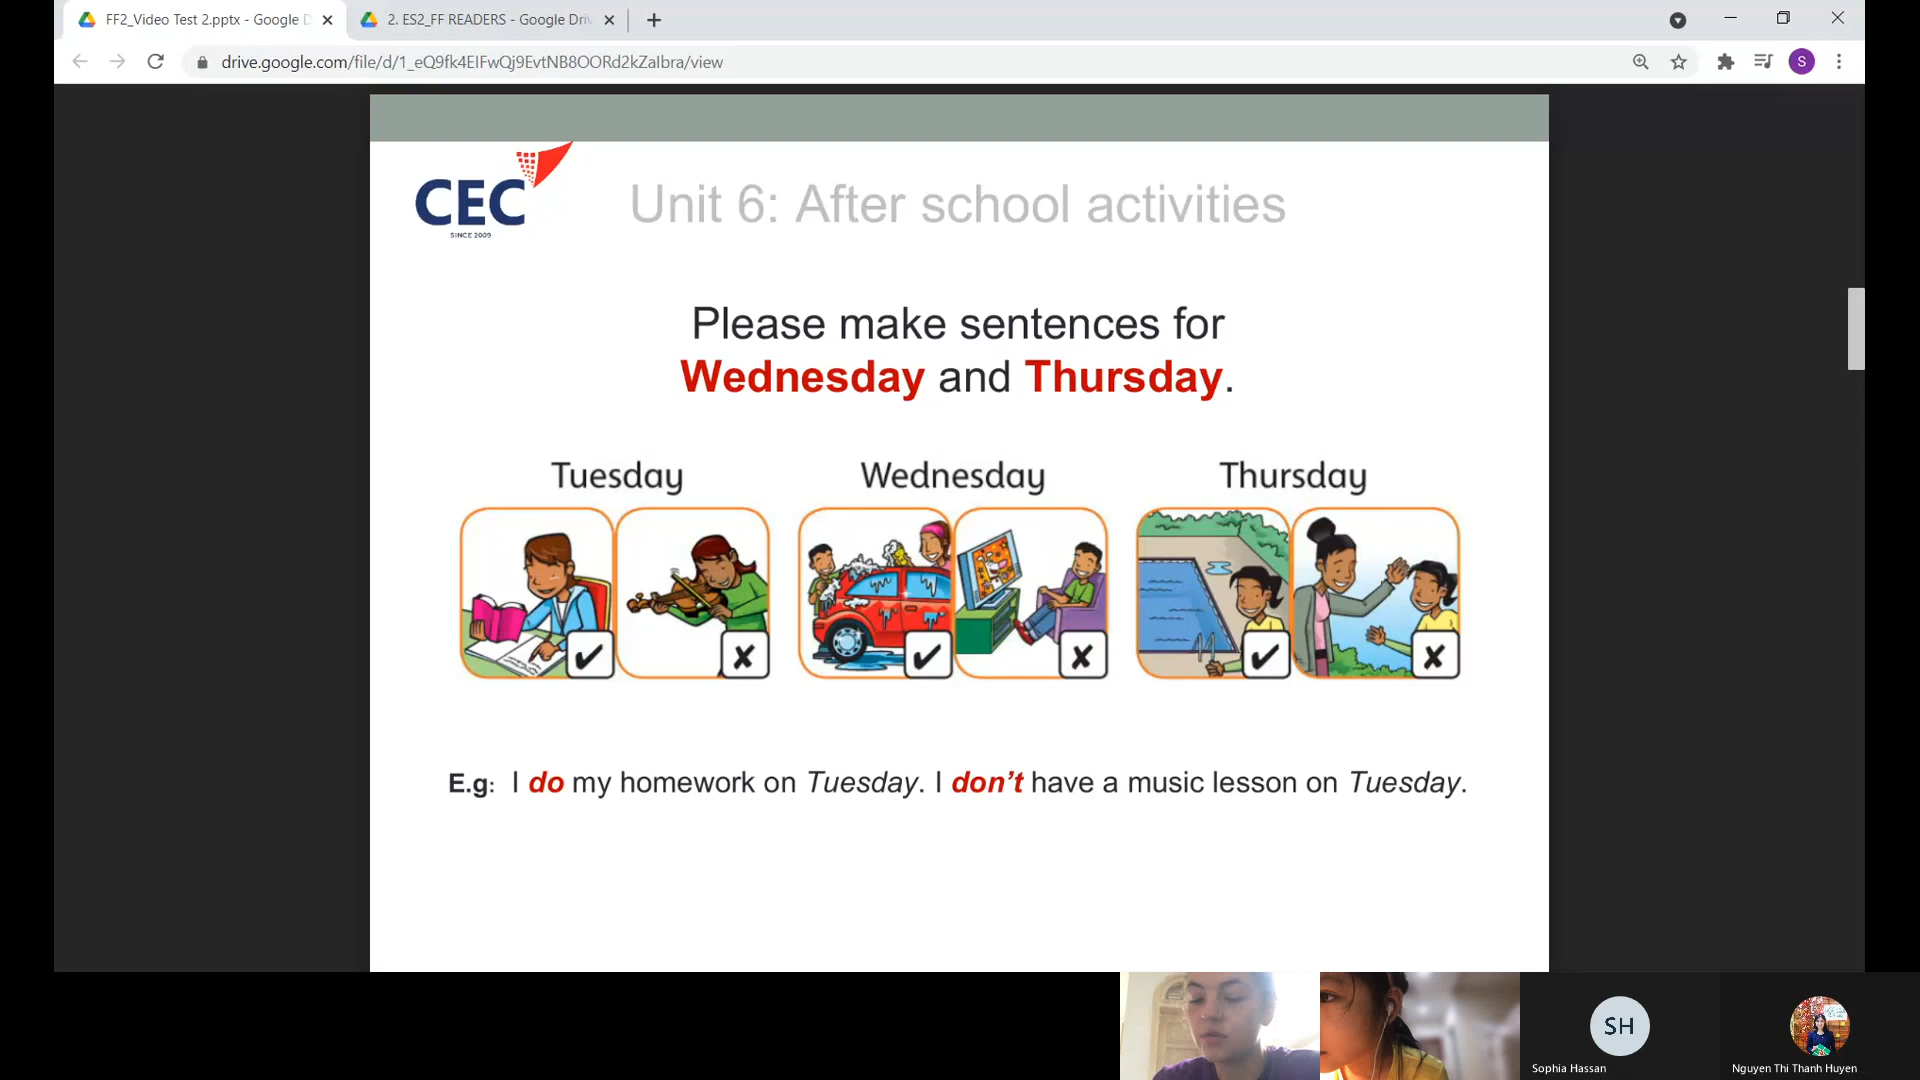 FF2_Video Test 2.pptx - Google D
2. ES2_FF READERS - Google Driv
drive.google.com/file/d/1_eQ9fk4EIFwQj9EvtNB8OORd2kZaIbra/view
S
CEC
SINCE 2009
Unit 6: After school activities
Please make sentences for
Wednesday and Thursday.
Tuesday
Wednesday
Thursday
E.g: I do my homework on Tuesday. I don't have a music lesson on Tuesday.
SH
Sophia Hassan
Nguyen Thi Thanh Huyen